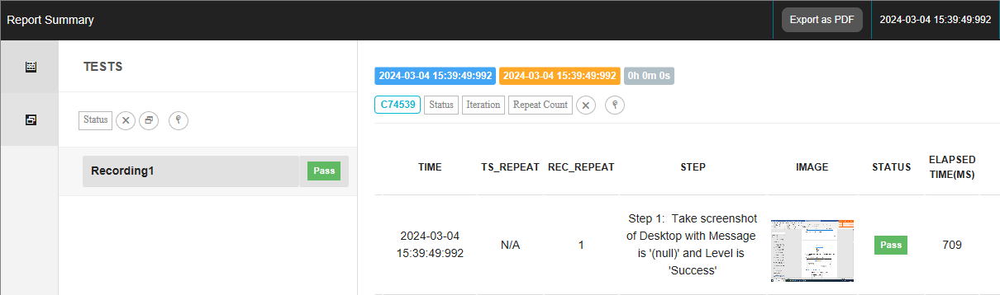 Report Summary
Export as PDF
2024-03-04 15:39:49:992
TESTS
Status
Recording1
Pass
2024-03-04 15:39:49:992
2024-03-04 15:39:49:992
0h 0m 0s
C74539
Status
Iteration
Repeat Count
TIME
TS_REPEAT
REC_REPEAT
STEP
IMAGE
STATUS
ELAPSED
TIME(MS)
2024-03-04
15:39:49:992
N/A
1
Step 1: Take screenshot
of Desktop with Message
is '(null)' and Level is
'Success'
Pass
709